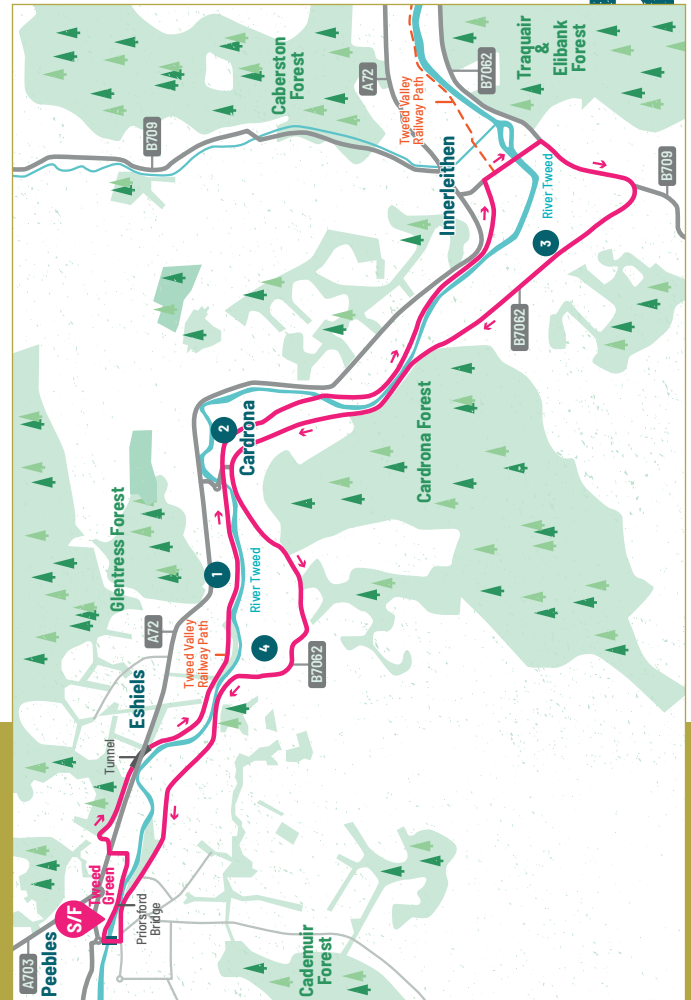 A703
Peebles
S/F
Tweed
Green
Priorsford
Bridge
Cademuir
Forest
Tunnel
Eshiels
A72
Tweed Valley
Railway Path
Glentress Forest
1
River Tweed
4
B7062
2
Cardrona
Cardrona Forest
B709
Caberston
Forest
A72
Tweed Valley
Railway Path
Innerleithen
B7062
Traquair
&
Elibank
Forest
River Tweed
3
B7062
B709